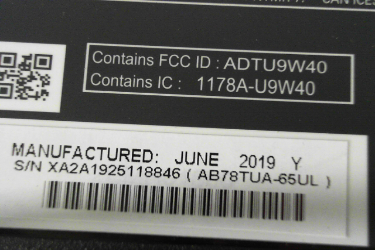 Contains FCC ID : ADTU9W40
Contains IC : 1178A-U9W40
MANUFACTURED: JUNE 2019 Y
S/N XA2A1925118846 ( AB78TUA-65UL )